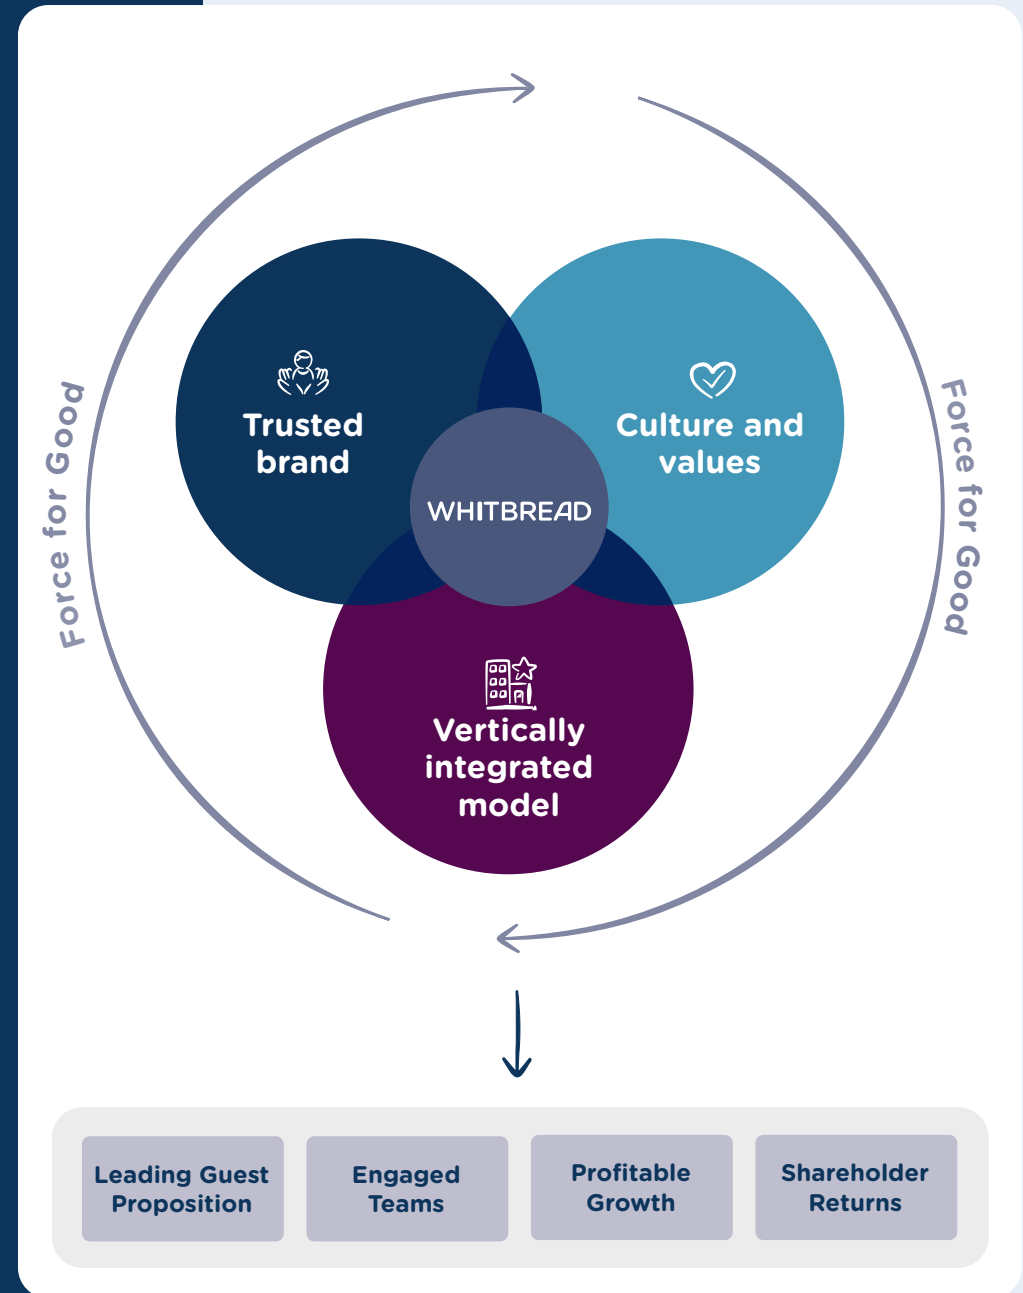 Force for Good
Force for Good
Trusted
brand
Culture and
values
WHITBREAD
Vertically
integrated
model
Leading Guest
Proposition
Engaged
Teams
Profitable
Growth
Shareholder
Returns